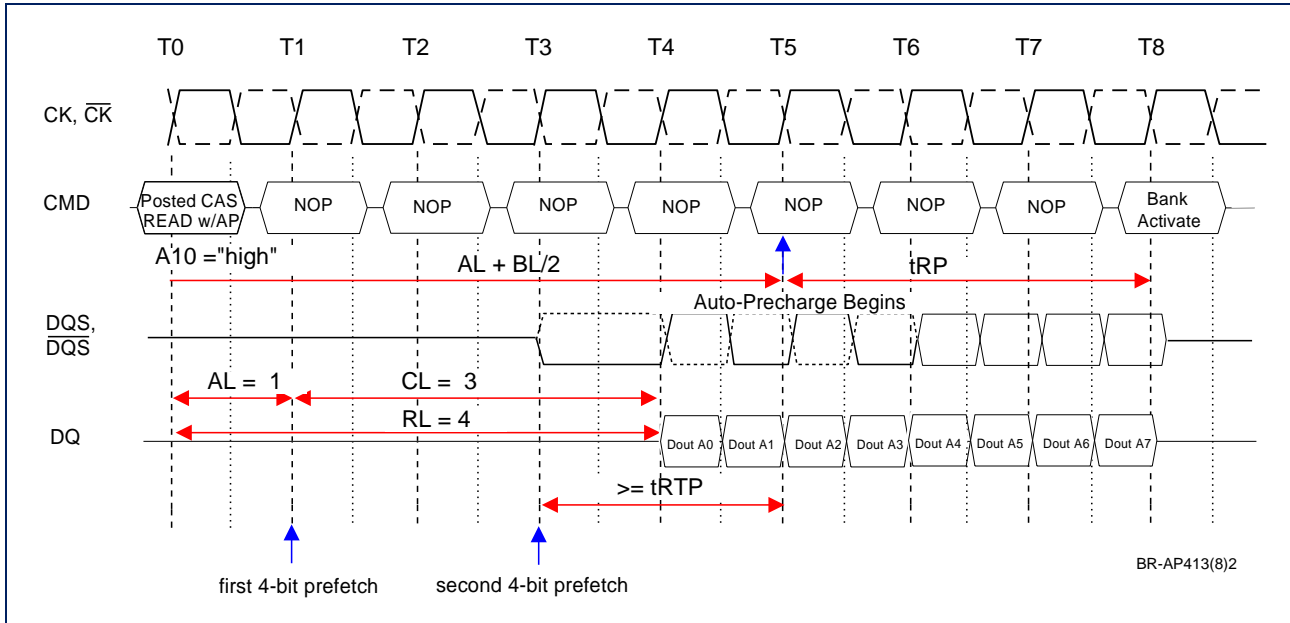 T0 T1 T2 T3 T4 T5 T6 T7 T8
CK, CK
CMD
Posted CAS
READ w/AP
NOP NOP NOP NOP NOP NOP NOP
Bank
Activate
A10 ="high"
AL + BL/2
tRP
Auto-Precharge Begins
DQS,
DQS
AL = 1
CL = 3
RL = 4
DQ
Dout A0 Dout A1 Dout A2 Dout A3 Dout A4 Dout A5 Dout A6 Dout A7
>= tRTP
first 4-bit prefetch
second 4-bit prefetch
BR-AP413(8)2